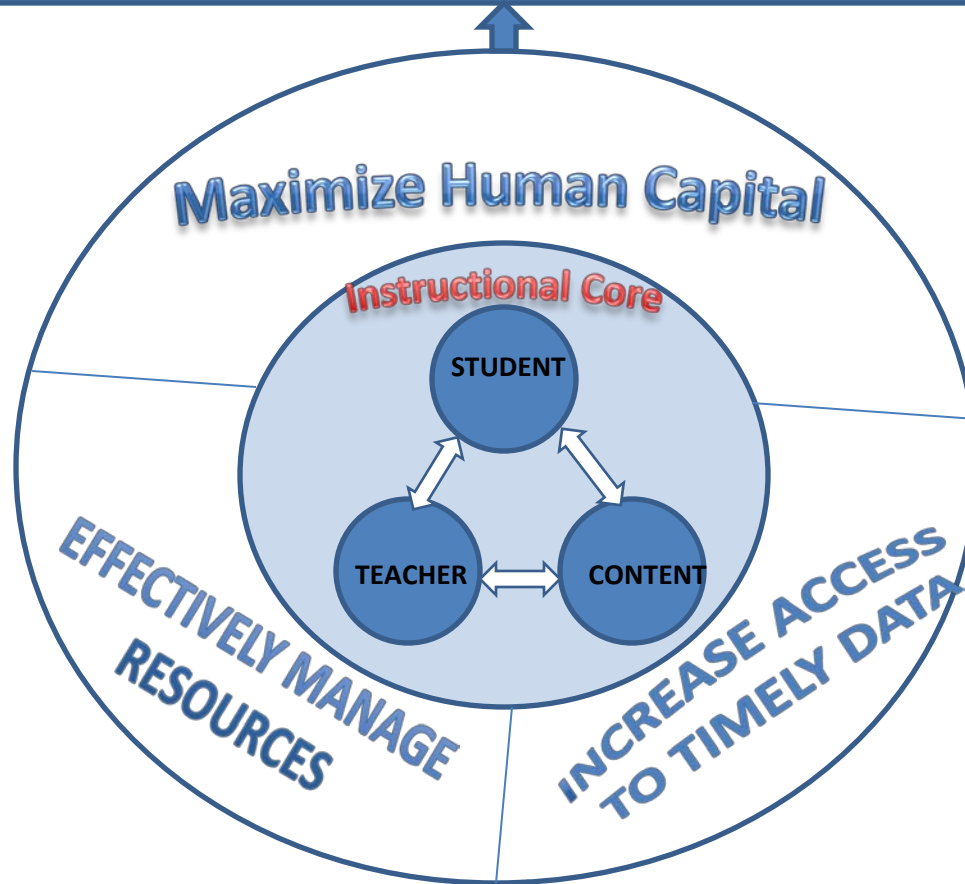 Maximize Human Capital
Instructional Core
STUDENT
TEACHER
CONTENT
EFFECTIVELY MANAGE
RESOURCES
INCREASE ACCESS
TO TIMELY DATA